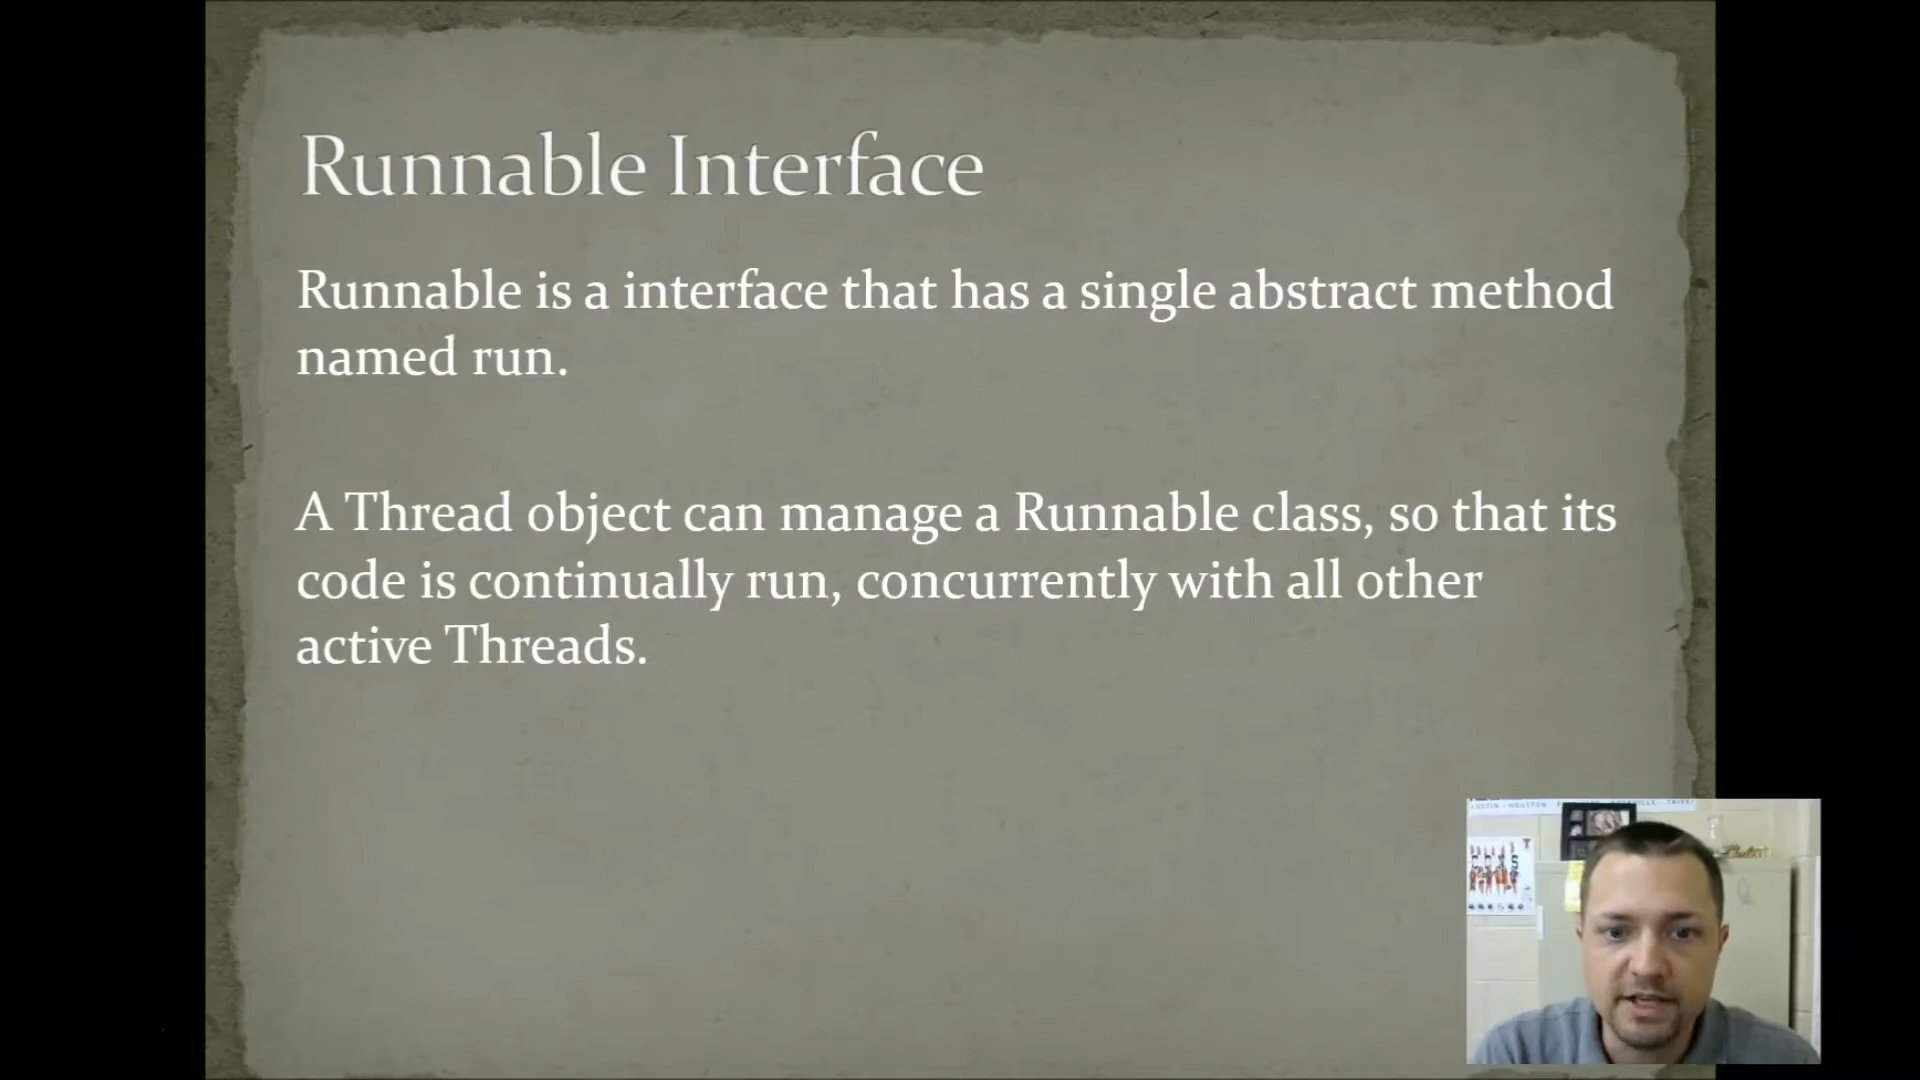 Runnable Interface
Runnable is a interface that has a single abstract method
named run.
A Thread object can manage a Runnable class, so that its
code is continually run, concurrently with all other
active Threads.